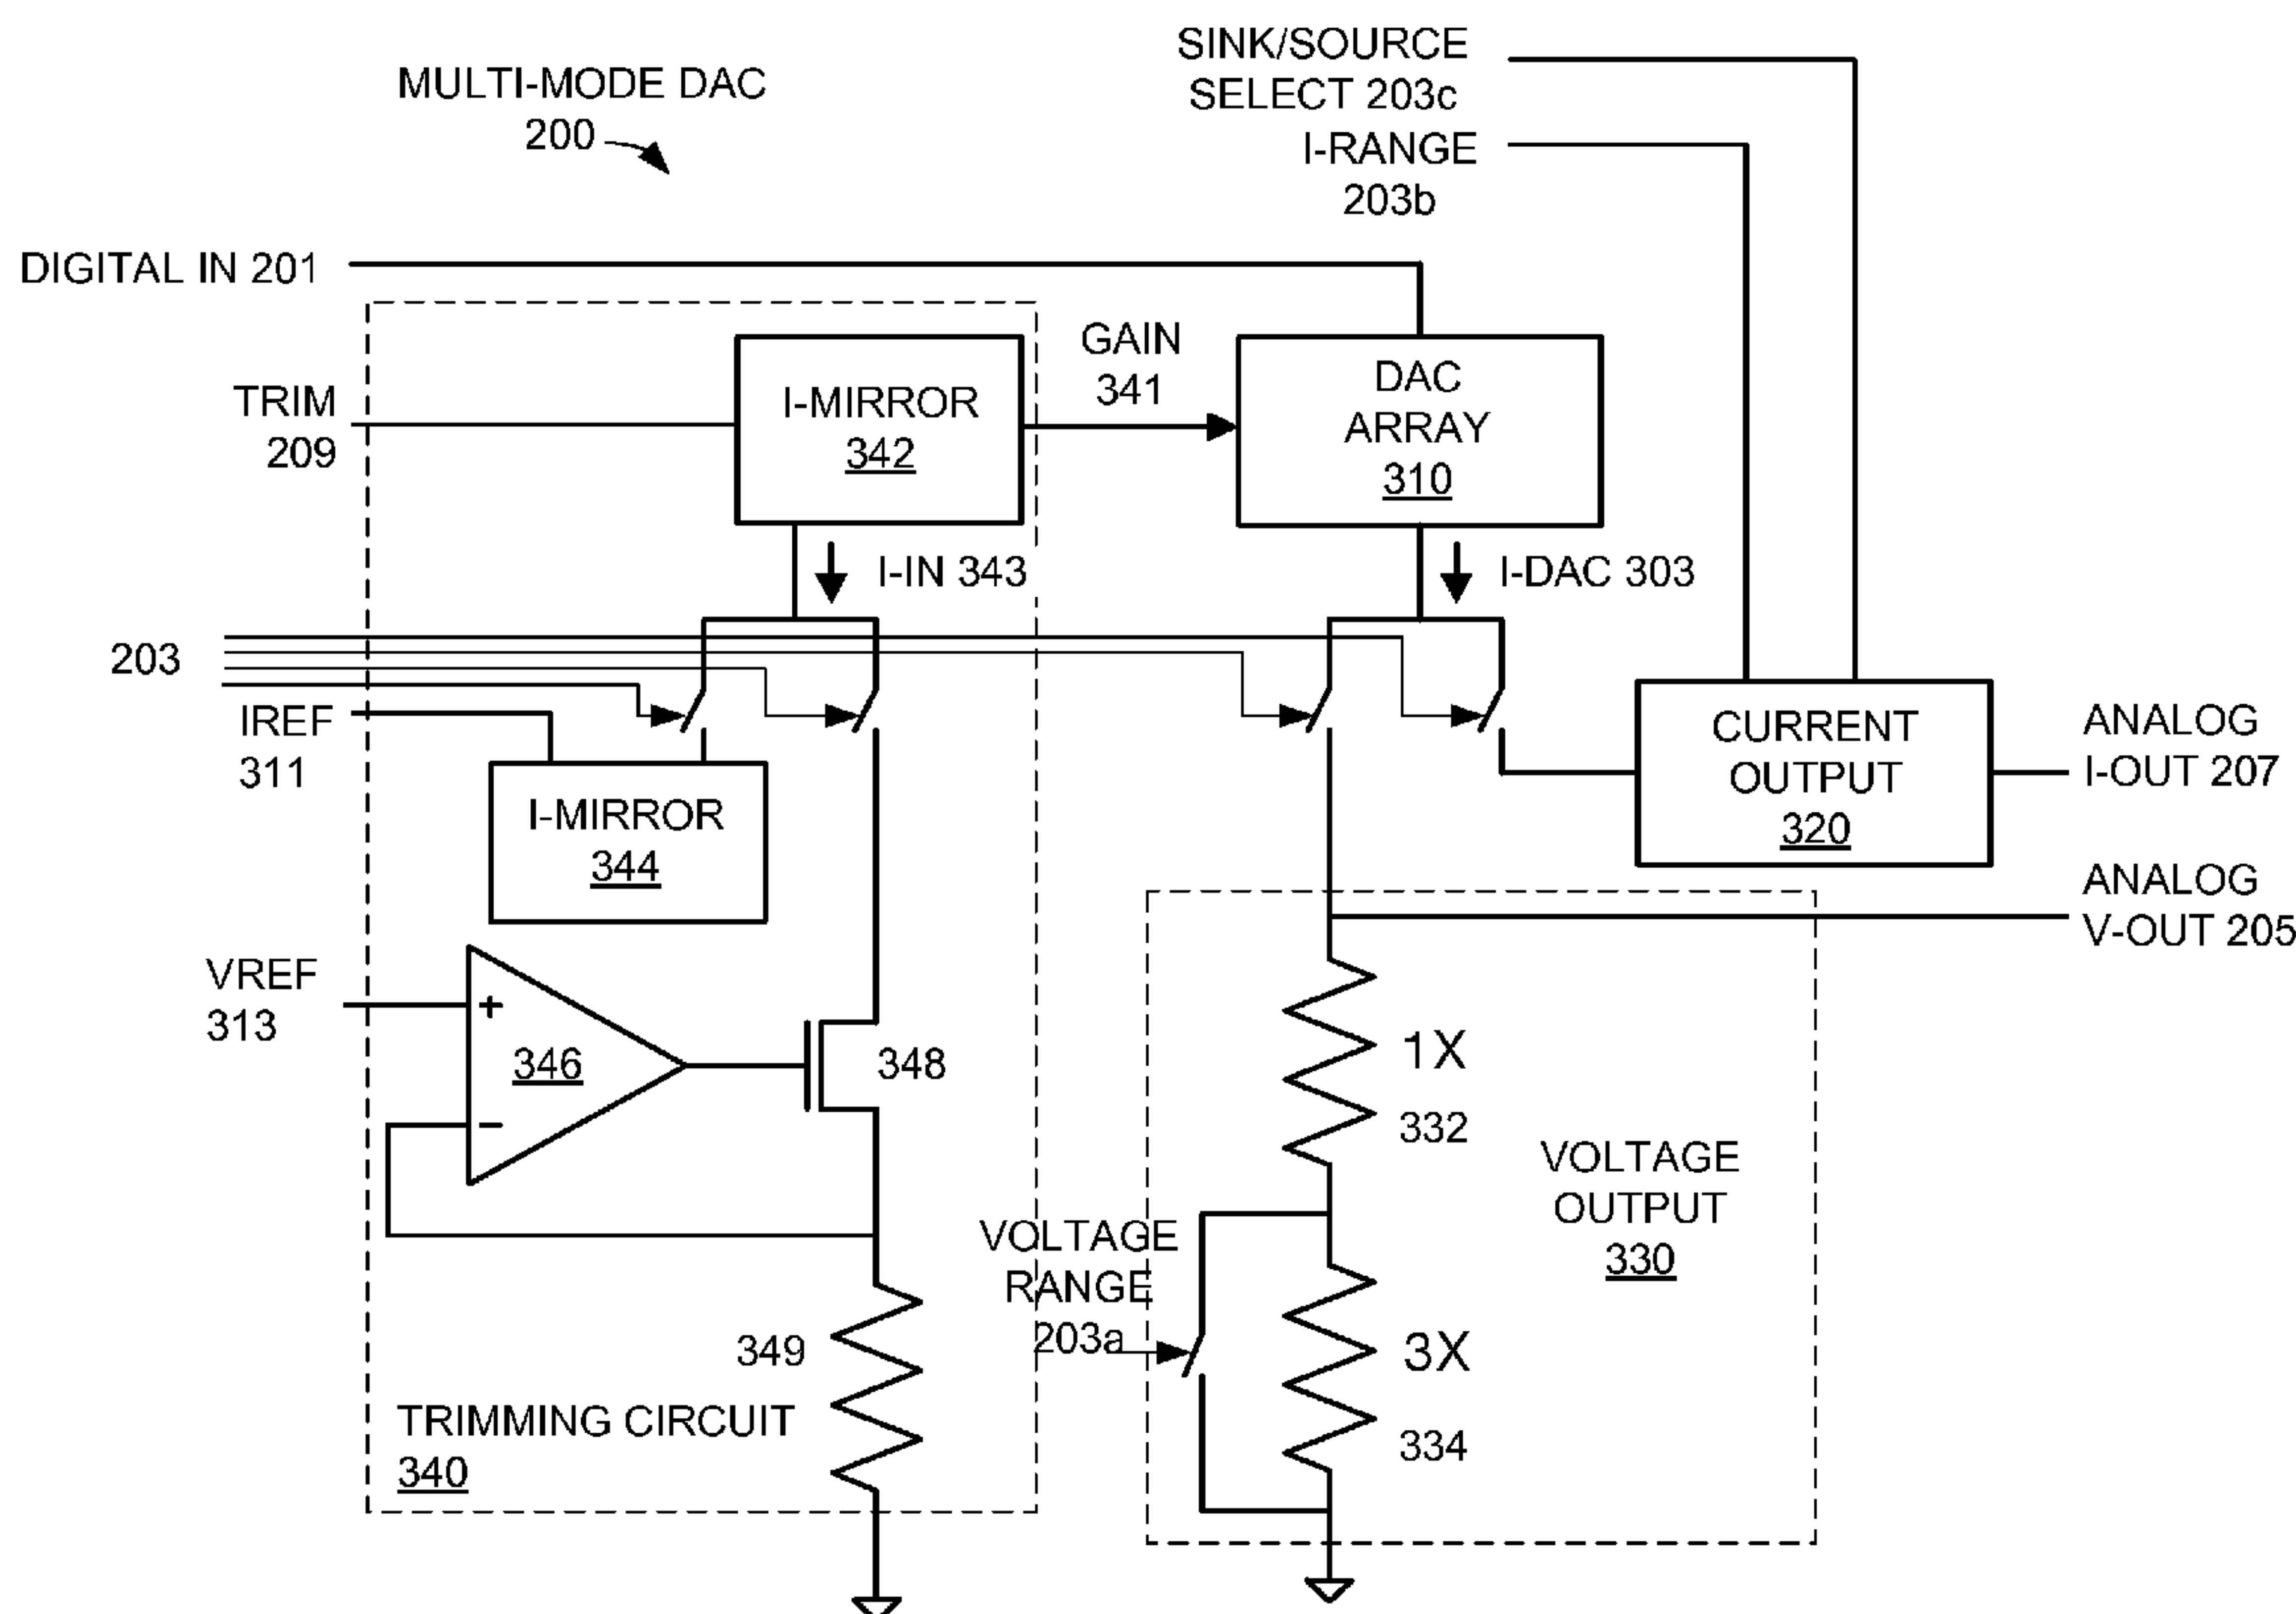 SINK/SOURCE
SELECT 203c
MULTI-MODE DAC
200
I-RANGE
203b
DIGITAL IN 201
GAIN
341
DAC
ARRAY
310
I-MIRROR
342
TRIM
209
I-IN 343
I-DAC 303
203
IREF
311
I-MIRROR
344
CURRENT
OUTPUT
320
ANALOG
I-OUT 207
ANALOG
V-OUT 205
VREF
313
+
346
−
348
1X
332
VOLTAGE
OUTPUT
330
VOLTAGE
RANGE
203a
349
3X
334
TRIMMING CIRCUIT
340